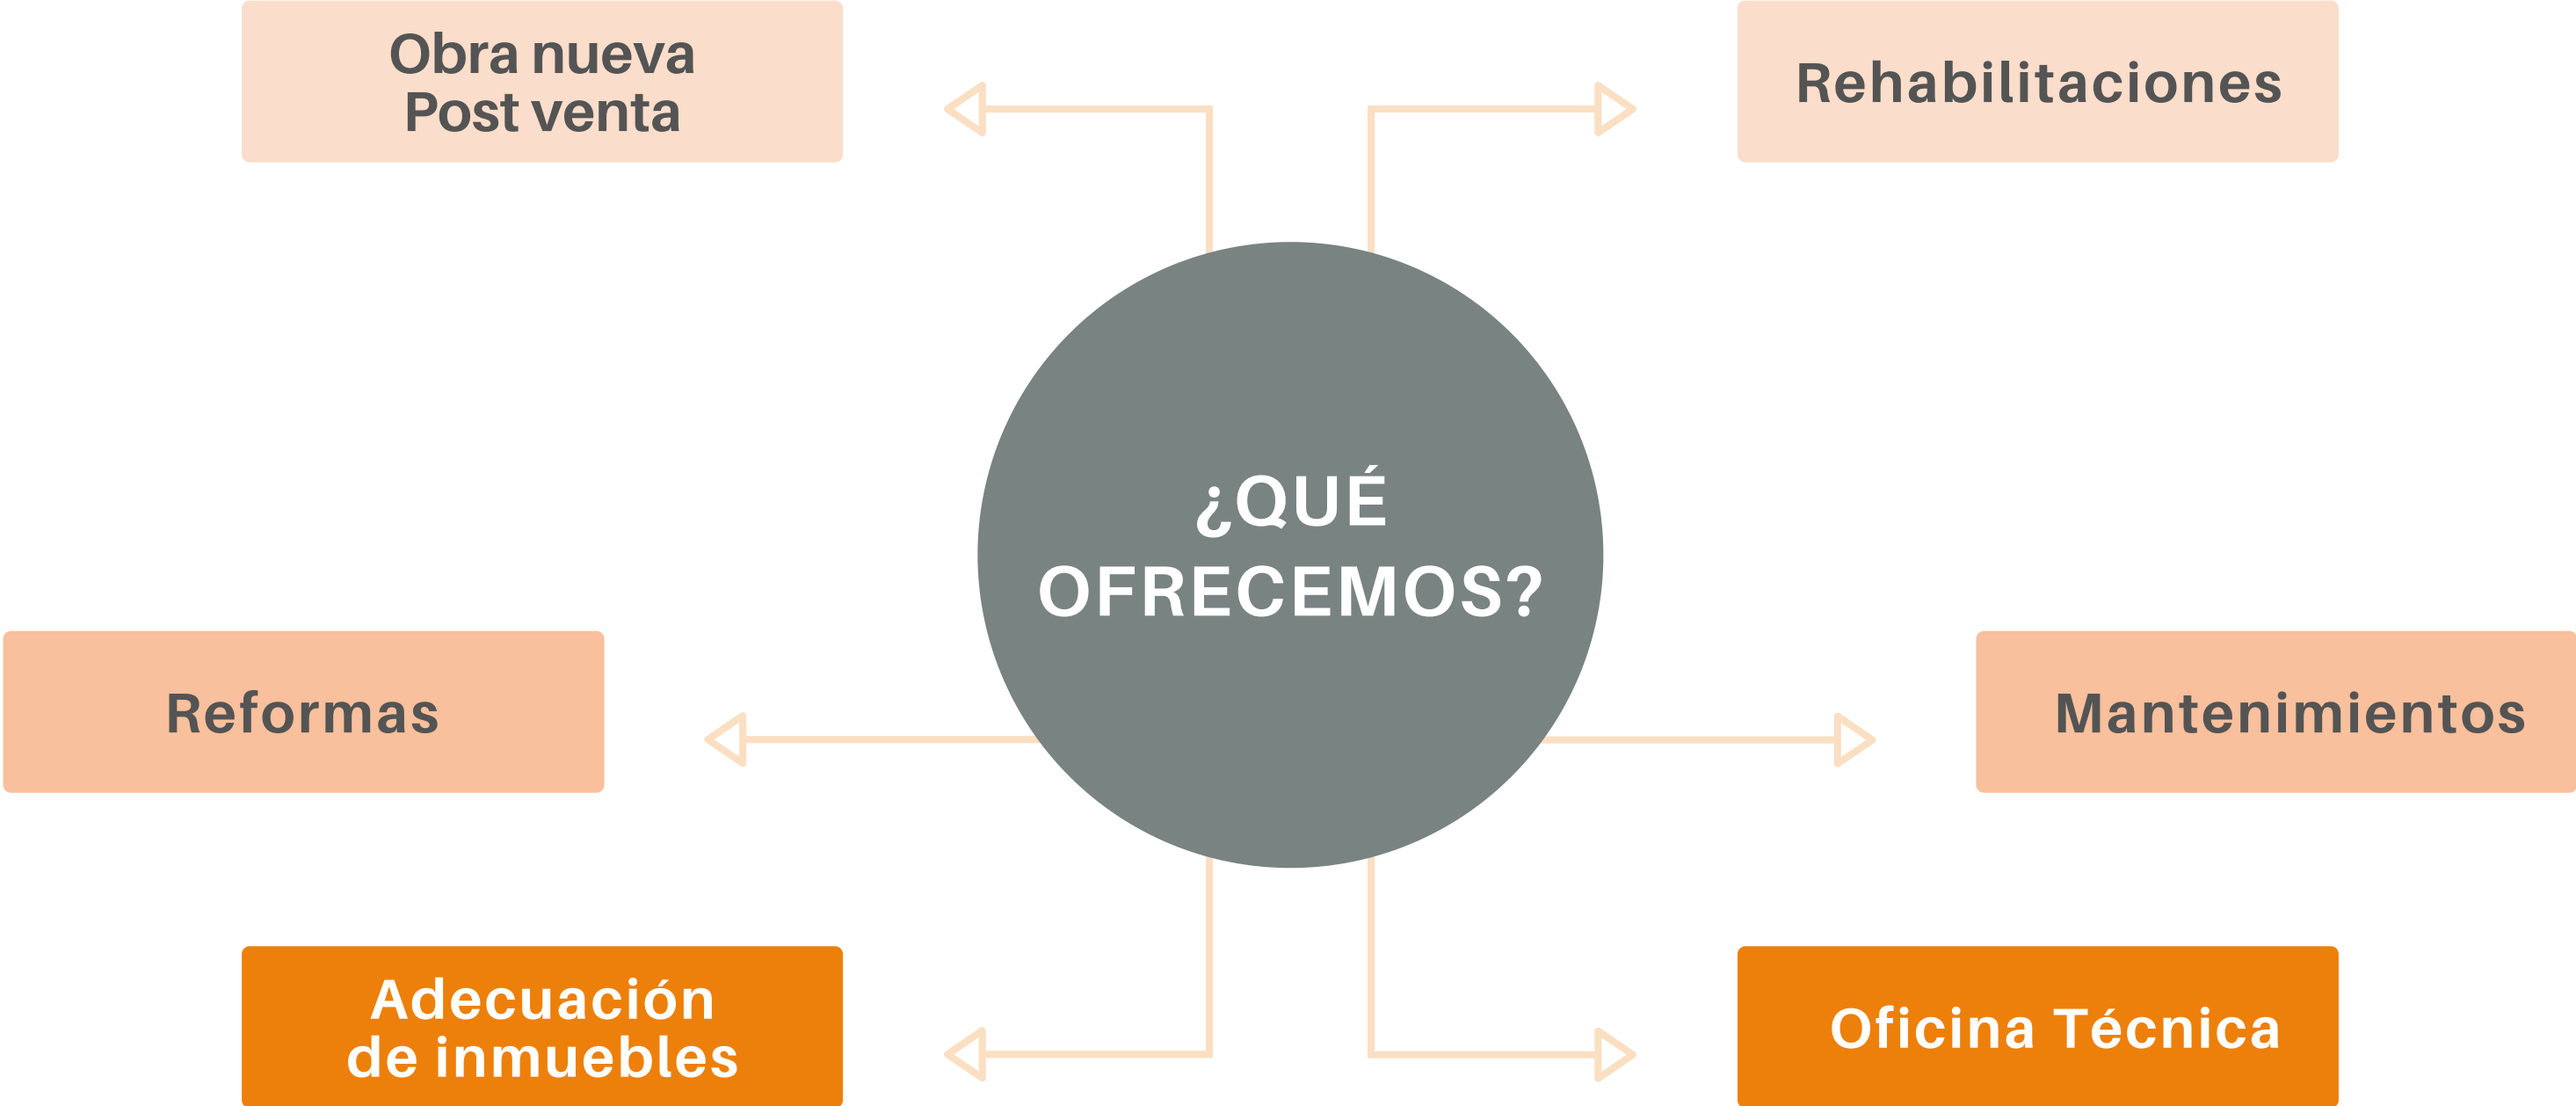 Obra nueva
Post venta
Rehabilitaciones
¿QUÉ
OFRECEMOS?
Reformas
Mantenimientos
Adecuación
de inmuebles
Oficina Técnica